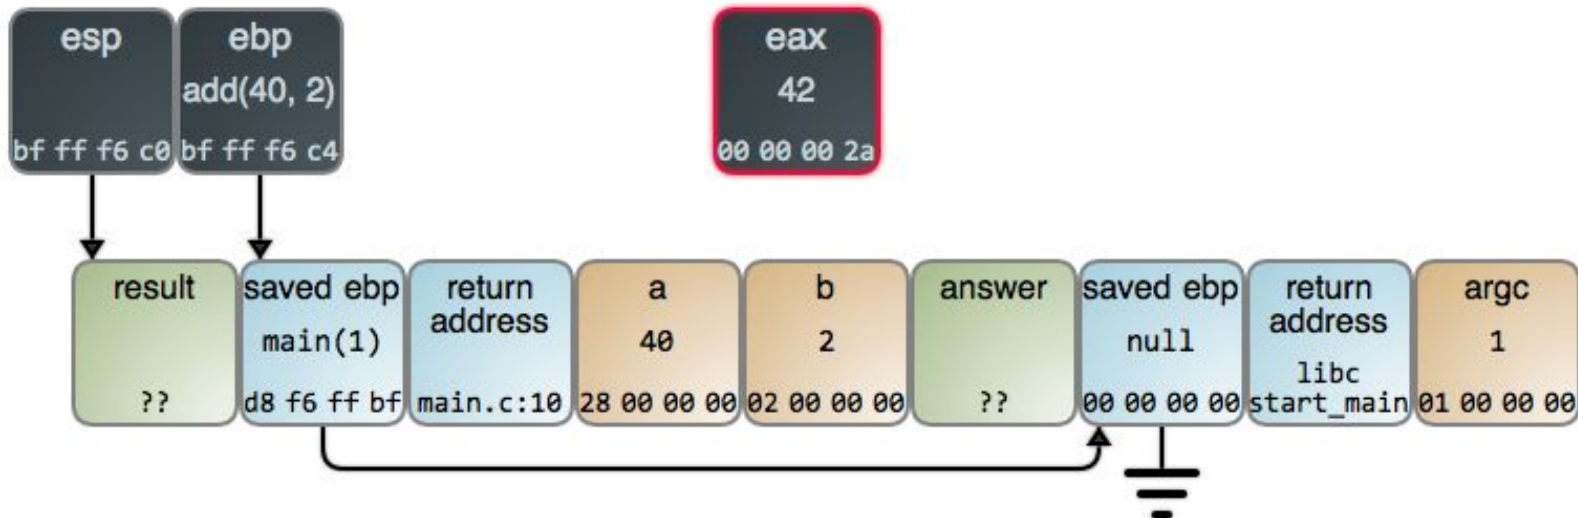 esp
bf ff f6 c0
ebp
add(40, 2)
bf ff f6 c4
eax
42
00 00 00 2a
result
??
saved ebp
main(1)
d8 f6 ff bf
return
address
main.c:10
a
40
28 00 00 00
b
2
02 00 00 00
answer
??
saved ebp
null
00 00 00 00
return
address
libc
start_main
argc
1
01 00 00 00